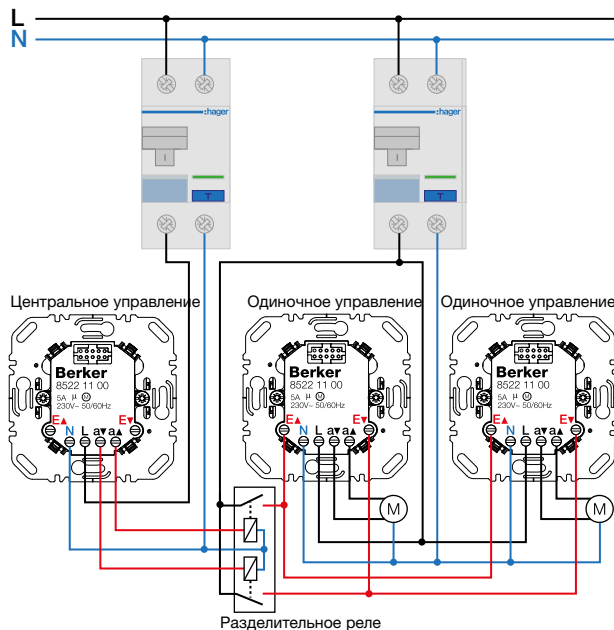 L
N
:hager
:hager
I
I
T
T
Центральное управление
Одиночное управление
Одиночное управление
Berker
8522 11 00
5A μ M
230V~ 50/60Hz
E▲ N L a▼ a▲ E▼
Berker
8522 11 00
5A μ M
230V~ 50/60Hz
E▲ N L a▼ a▲ E▼
Berker
8522 11 00
5A μ M
230V~ 50/60Hz
E▲ N L a▼ a▲ E▼
M
M
Разделительное реле